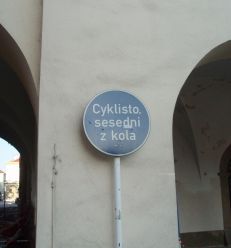 Cyklisto,
sesedni
z kola